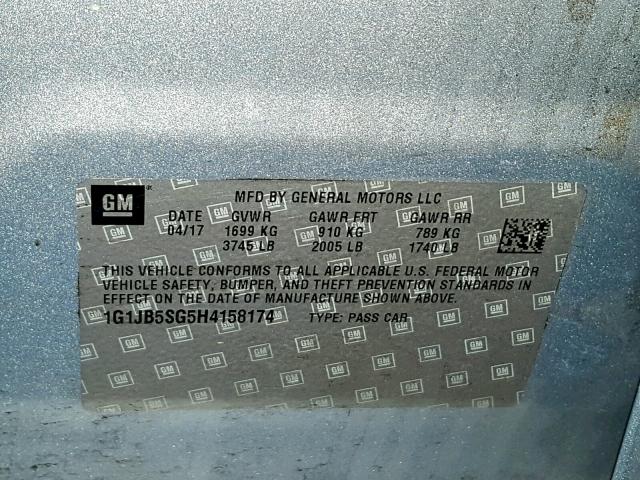 GM
MFD BY GENERAL MOTORS LLC
DATE GVWR GAWR FRT GAWR RR
04/17 1699 KG 910 KG 789 KG
3745 LB 2005 LB 1740 LB
THIS VEHICLE CONFORMS TO ALL APPLICABLE U.S. FEDERAL MOTOR
VEHICLE SAFETY, BUMPER, AND THEFT PREVENTION STANDARDS IN
EFFECT ON THE DATE OF MANUFACTURE SHOWN ABOVE.
1G1JB5SG5H4158174 TYPE: PASS CAR